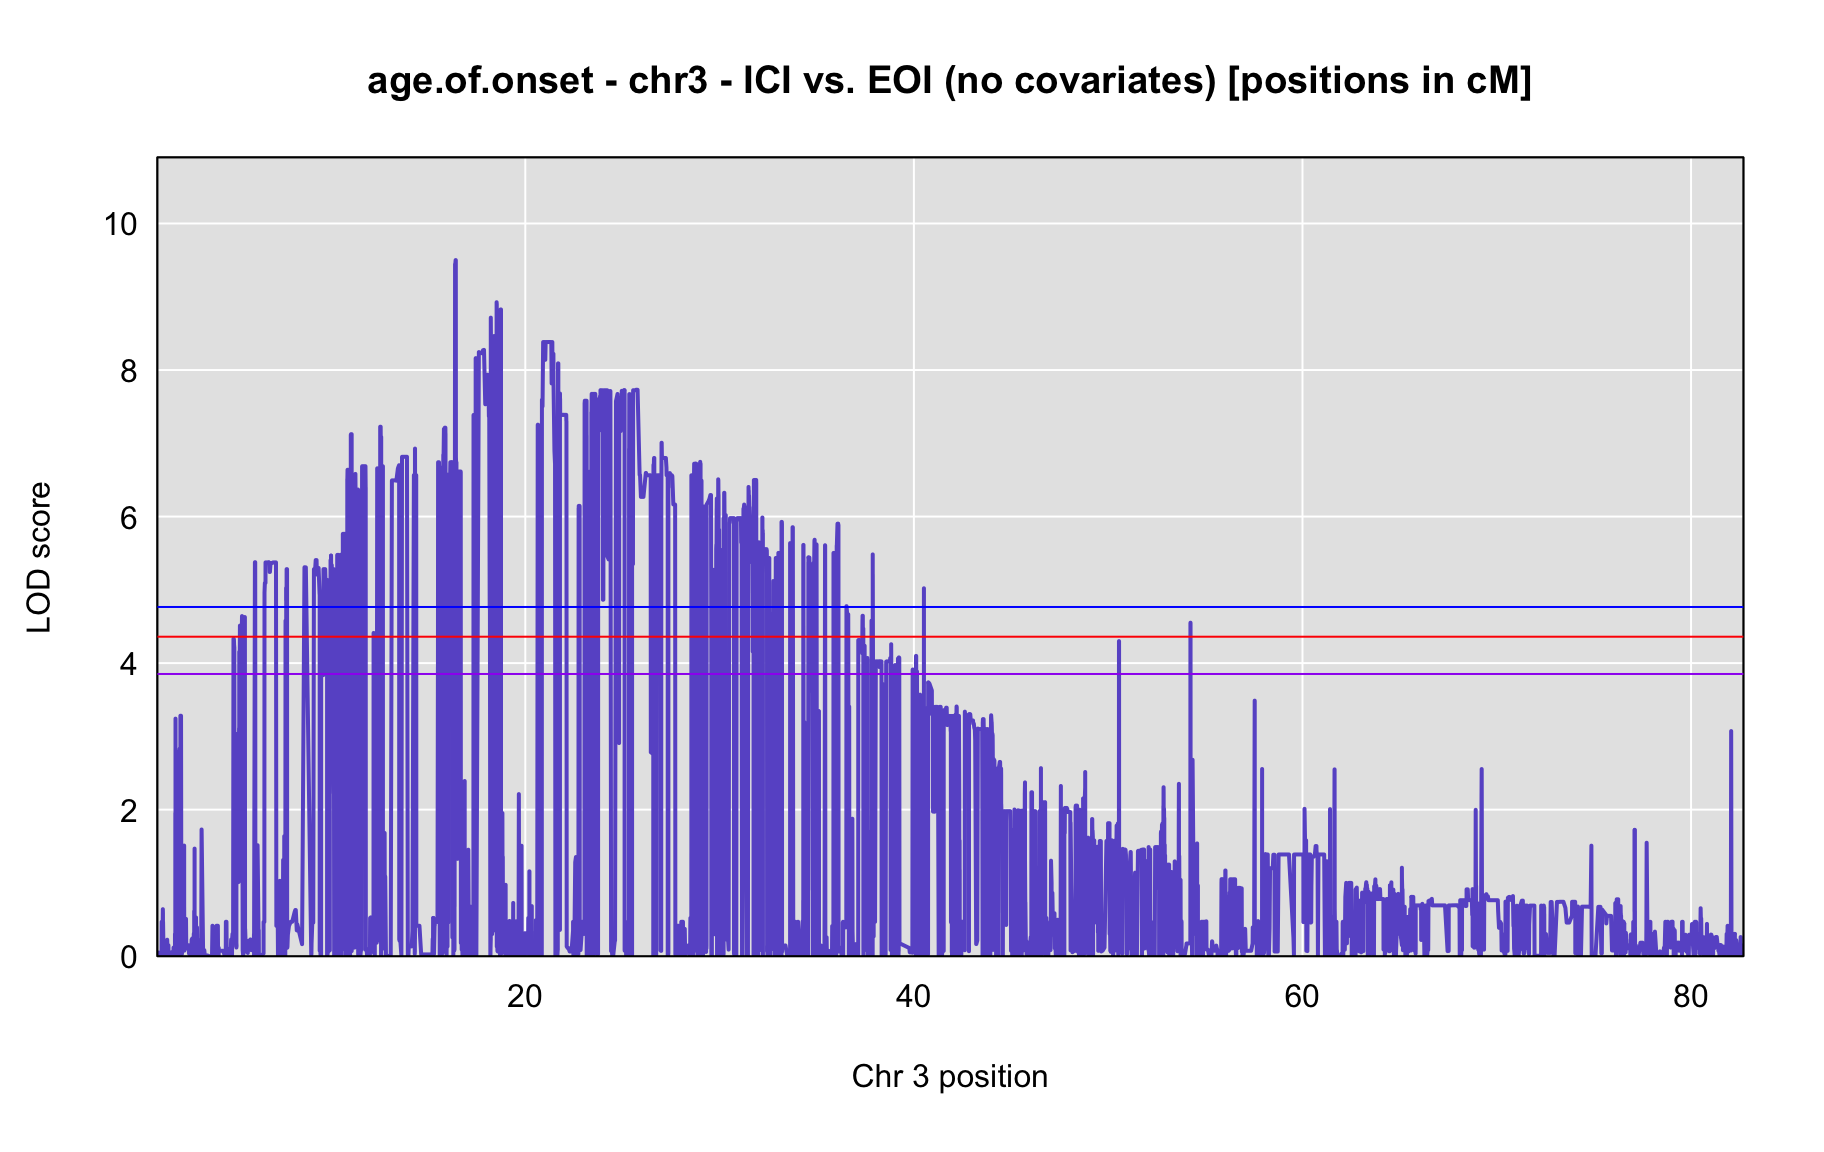 age.of.onset - chr3 - ICI vs. EOI (no covariates) [positions in cM]
10
8
6
4
2
0
LOD score
20 40 60 80
Chr 3 position